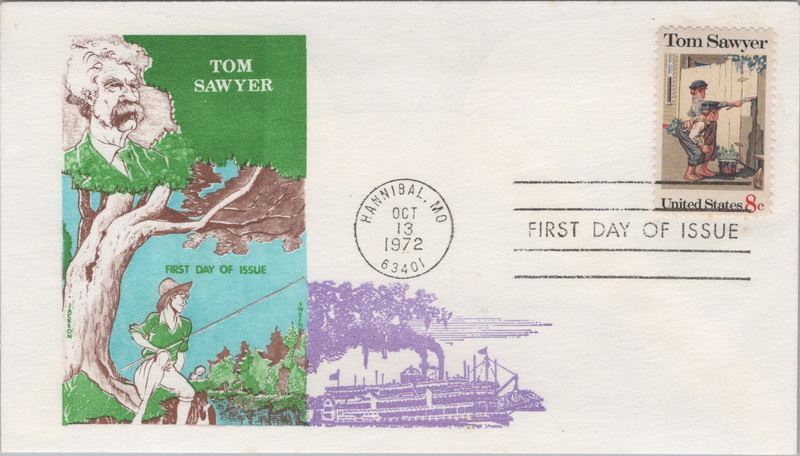 TOM
SAWYER
FIRST DAY OF ISSUE
JACKSON
HANNIBAL, MO
OCT
13
1972
63401
Tom Sawyer
United States 8c
FIRST DAY OF ISSUE